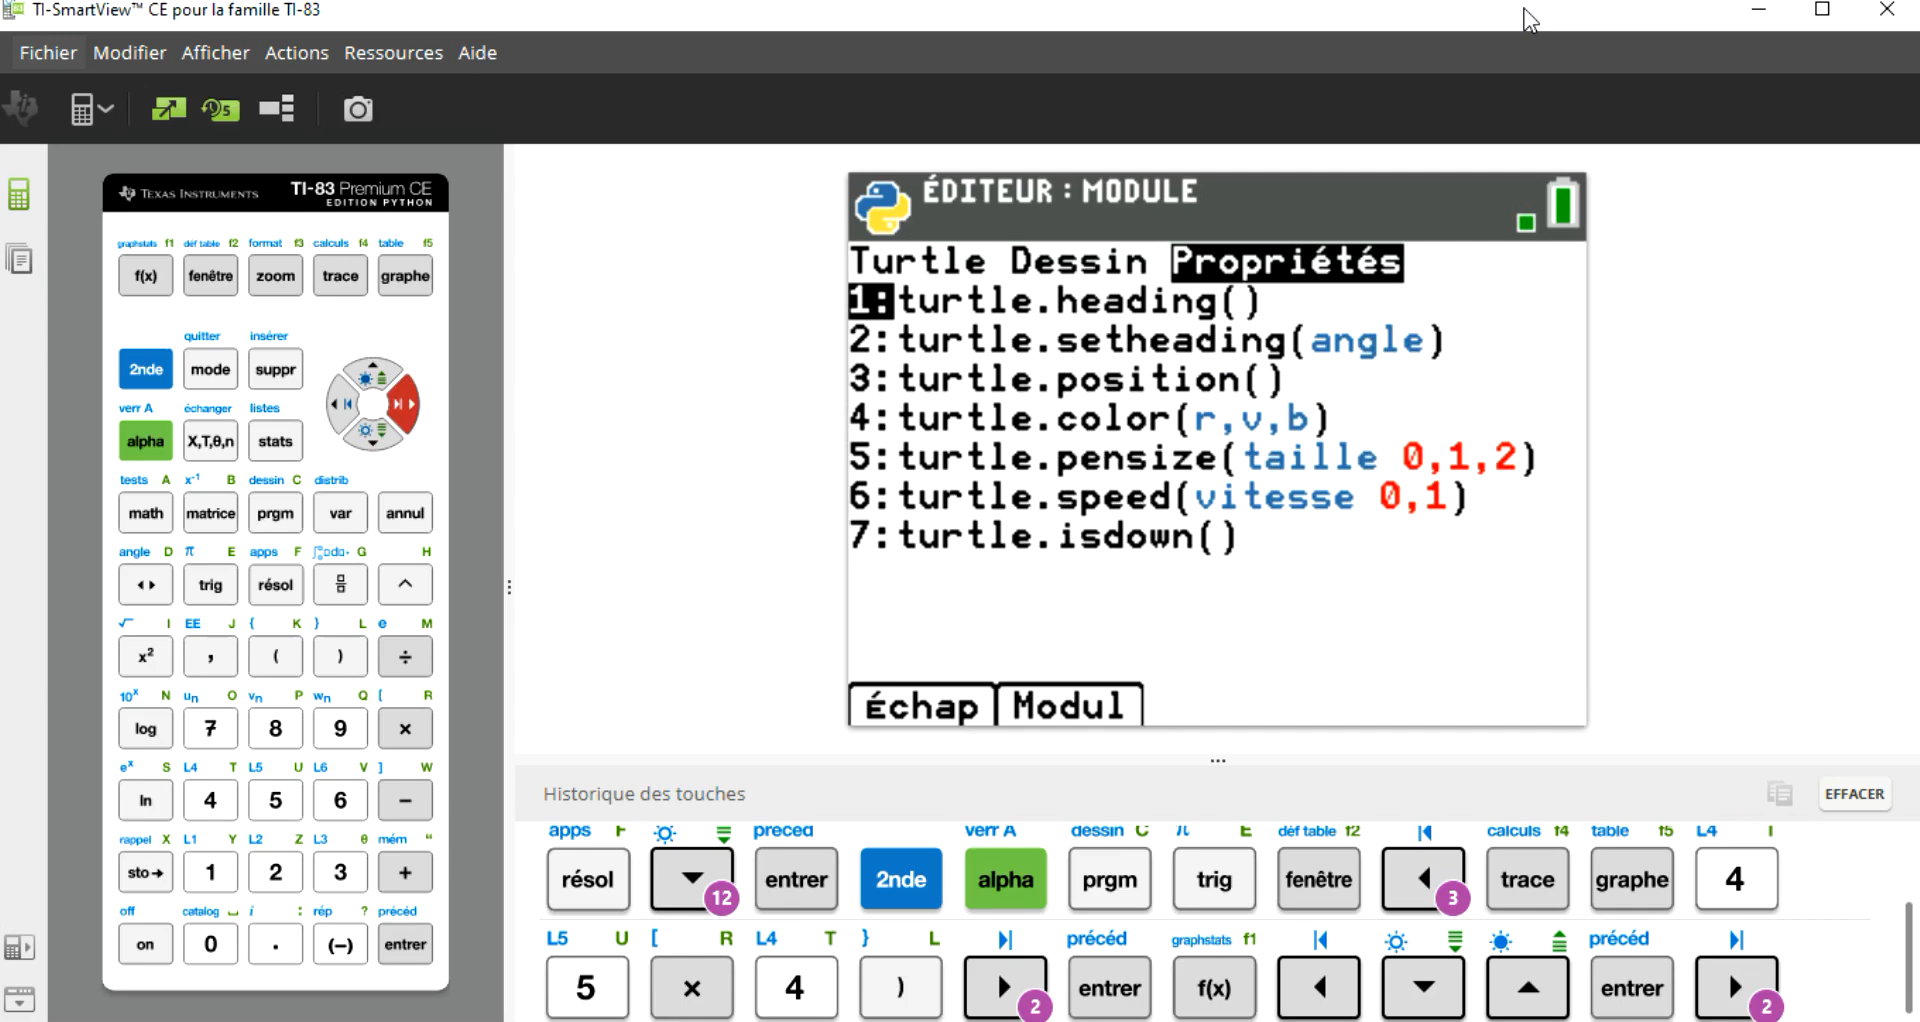 TI-SmartView™ CE pour la famille TI-83
Fichier Modifier Afficher Actions Ressources Aide
TEXAS INSTRUMENTS TI-83 Premium CE
EDITION PYTHON
graphstats f1 déf table f2 format f3 calculs f4 table f5
f(x) fenêtre zoom trace graphe
quitter insérer
2nde mode suppr
verr A échanger listes
alpha X,T,θ,n stats
tests A x⁻¹ B dessin C distrib
math matrice prgm var annul
angle D π E apps F G H
trig résol ^
√ I EE J { K } L e M
x² , ( ) ÷
10ˣ N uₙ O vₙ P wₙ Q [ R
log 7 8 9 ×
eˣ S L4 T L5 U L6 V ] W
ln 4 5 6 −
rappel X L1 Y L2 Z L3 θ mém "
sto→ 1 2 3 +
off catalog i : rép ? précéd
on 0 . (−) entrer
ÉDITEUR : MODULE
Turtle Dessin Propriétés
1:turtle.heading()
2:turtle.setheading(angle)
3:turtle.position()
4:turtle.color(r,v,b)
5:turtle.pensize(taille 0,1,2)
6:turtle.speed(vitesse 0,1)
7:turtle.isdown()
Échap Modul
Historique des touches EFFACER
apps F précéd verr A dessin C π E déf table f2 calculs f4 table f5 L4 T
résol 12 entrer 2nde alpha prgm trig fenêtre 3 trace graphe 4
L5 U [ R L4 T } L précéd graphstats f1 précéd
5 × 4 ) 2 entrer f(x) entrer 2